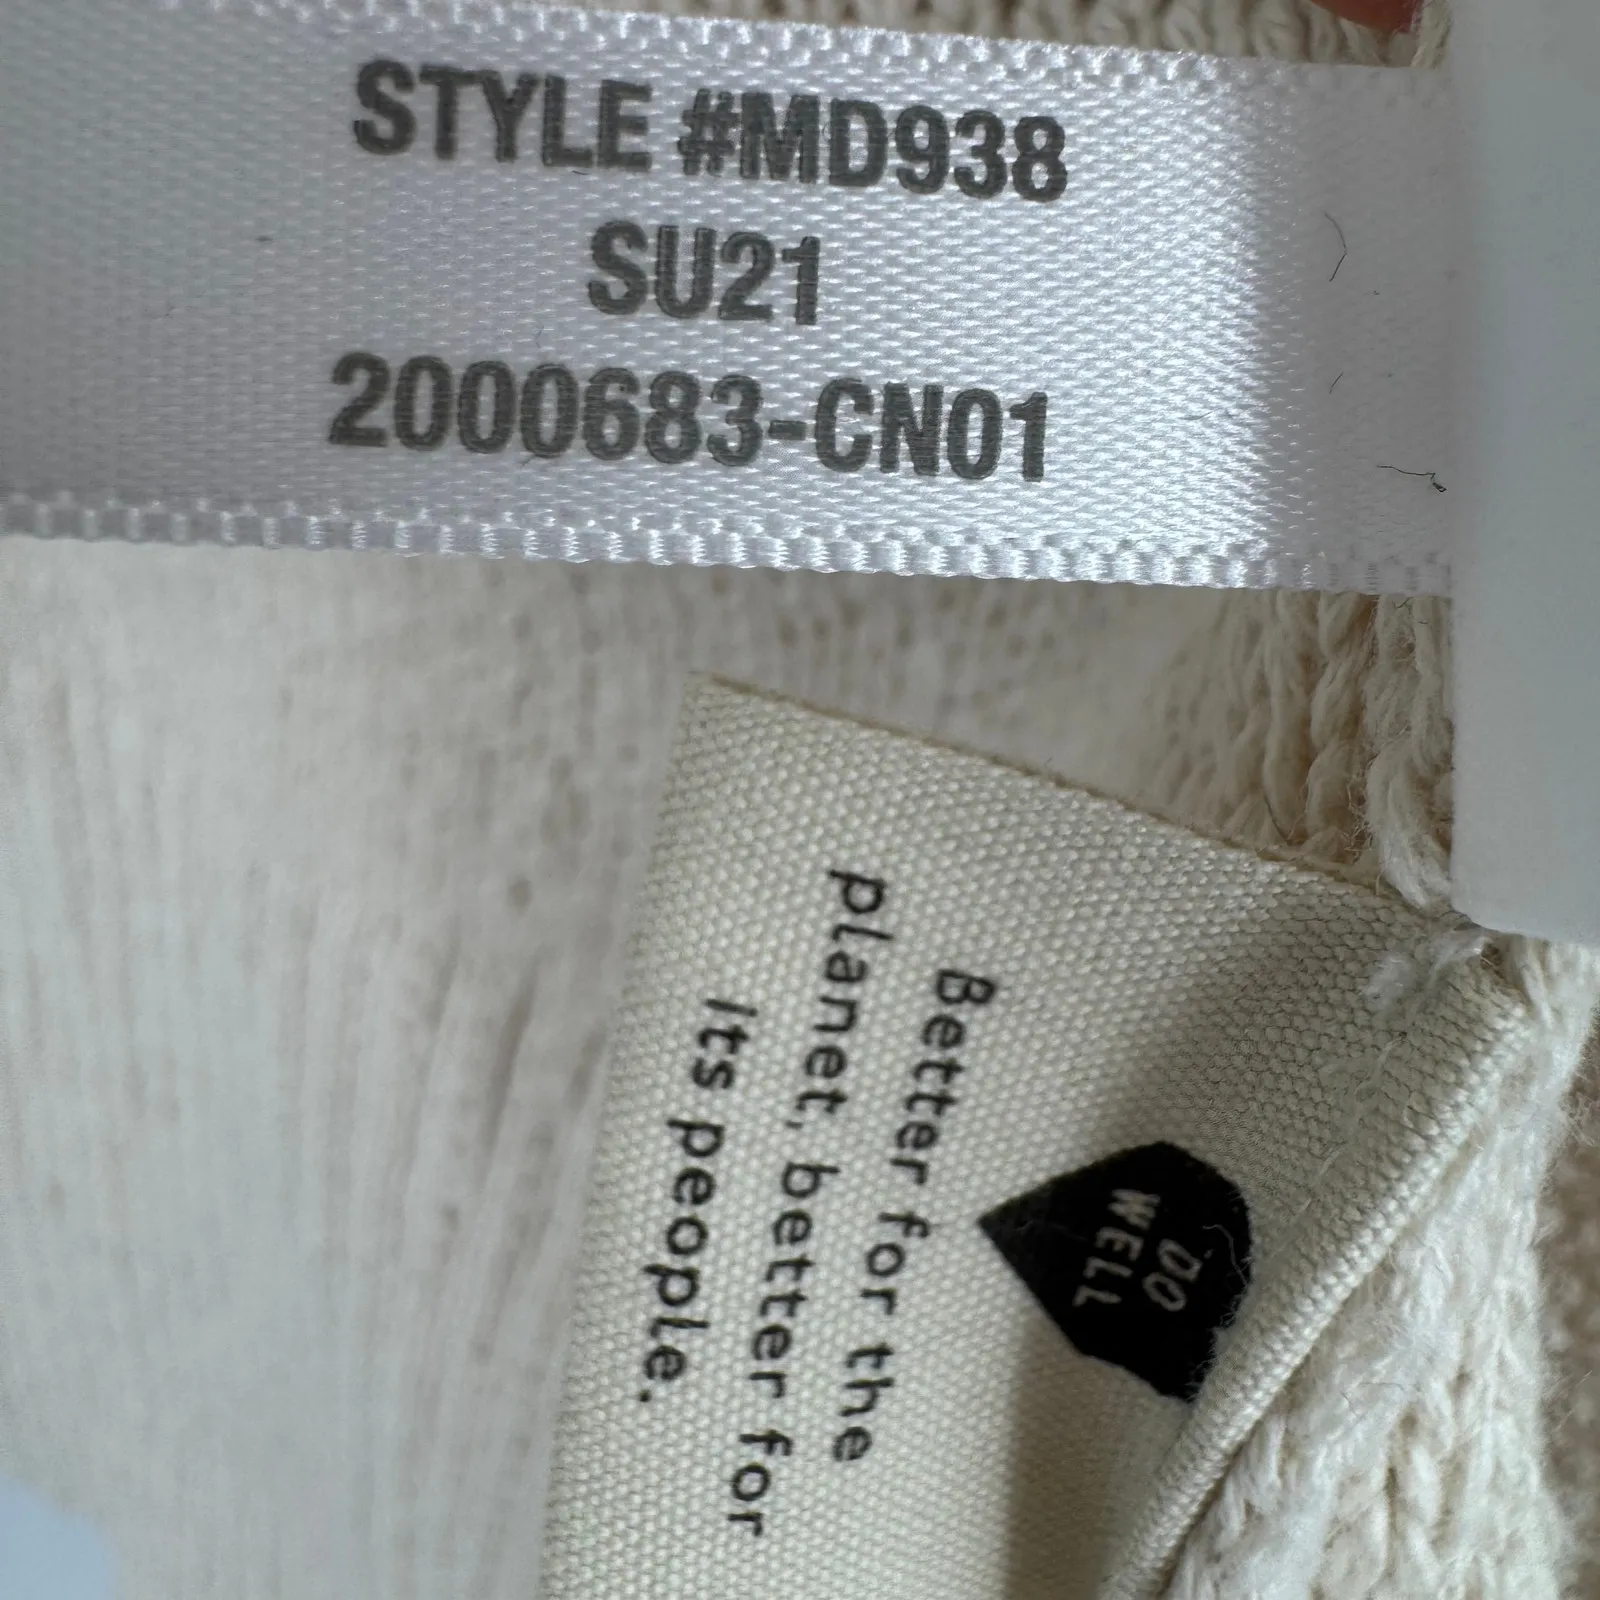 STYLE #MD938
SU21
2000683-CN01
DO
WELL
Better for the
planet, better for
its people.